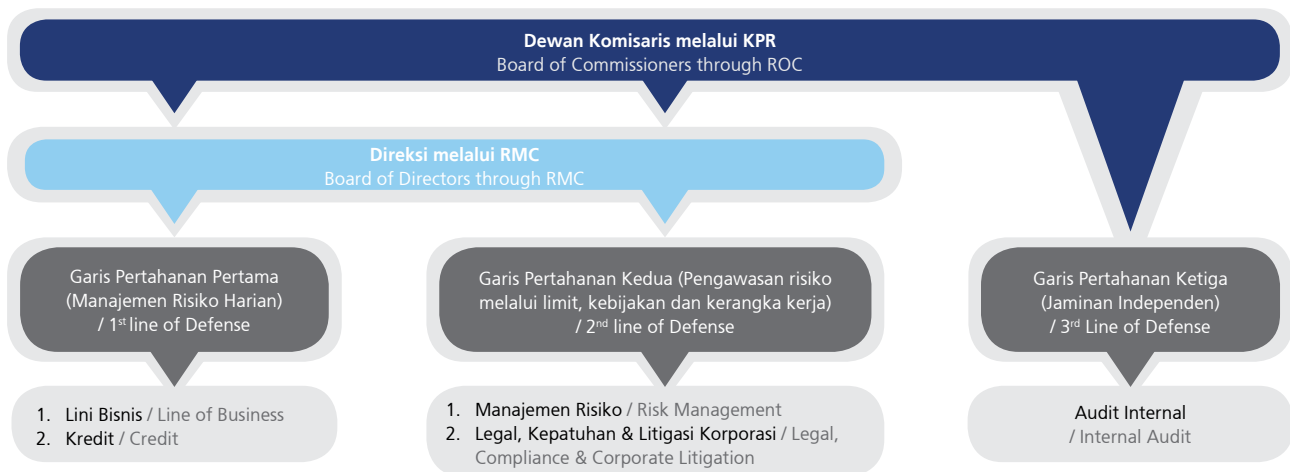 Dewan Komisaris melalui KPR
Board of Commissioners through ROC
Direksi melalui RMC
Board of Directors through RMC
Garis Pertahanan Pertama
(Manajemen Risiko Harian)
/ 1st line of Defense
Garis Pertahanan Kedua (Pengawasan risiko
melalui limit, kebijakan dan kerangka kerja)
/ 2nd line of Defense
Garis Pertahanan Ketiga
(Jaminan Independen)
/ 3rd Line of Defense
1. Lini Bisnis / Line of Business
2. Kredit / Credit
1. Manajemen Risiko / Risk Management
2. Legal, Kepatuhan & Litigasi Korporasi / Legal,
Compliance & Corporate Litigation
Audit Internal
/ Internal Audit